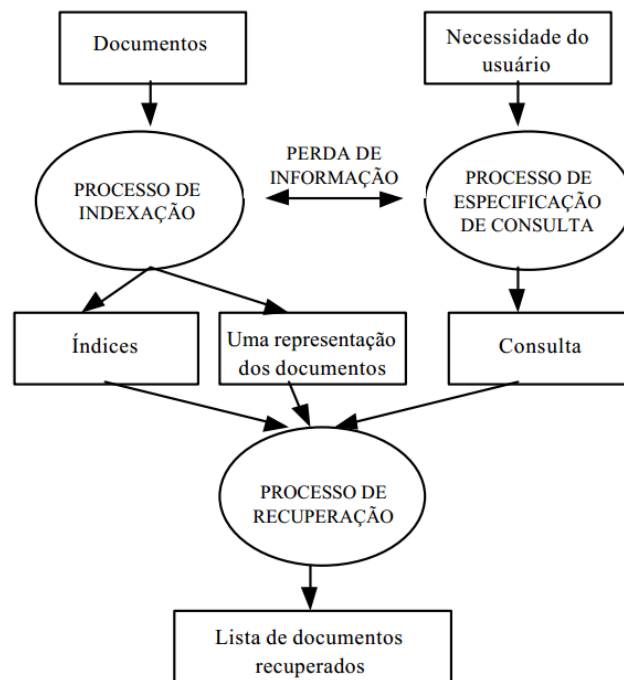 Documentos
Necessidade do
usuário
PERDA DE
INFORMAÇÃO
PROCESSO DE
INDEXAÇÃO
PROCESSO DE
ESPECIFICAÇÃO
DE CONSULTA
Índices
Uma representação
dos documentos
Consulta
PROCESSO DE
RECUPERAÇÃO
Lista de documentos
recuperados